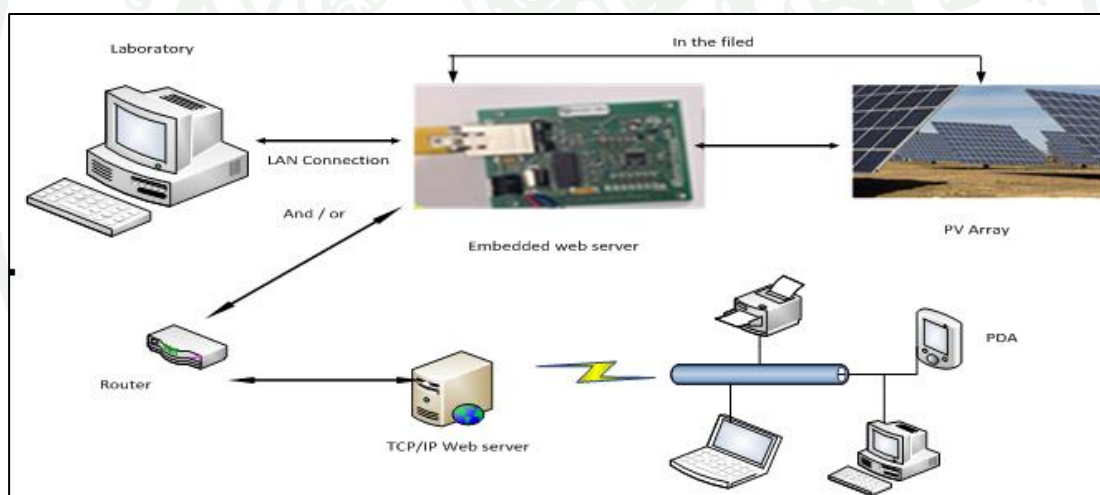 Laboratory
In the filed
LAN Connection
And / or
Embedded web server
PV Array
PDA
Router
TCP/IP Web server